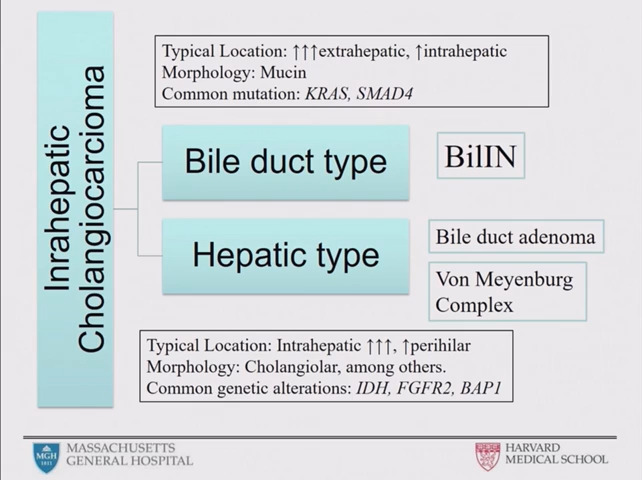 Inrahepatic
Cholangiocarcioma
Typical Location: ↑↑↑extrahepatic, ↑intrahepatic
Morphology: Mucin
Common mutation: KRAS, SMAD4
Bile duct type
BilIN
Hepatic type
Bile duct adenoma
Von Meyenburg
Complex
Typical Location: Intrahepatic ↑↑↑, ↑perihilar
Morphology: Cholangiolar, among others.
Common genetic alterations: IDH, FGFR2, BAP1
MGH
1811
MASSACHUSETTS
GENERAL HOSPITAL
HARVARD
MEDICAL SCHOOL